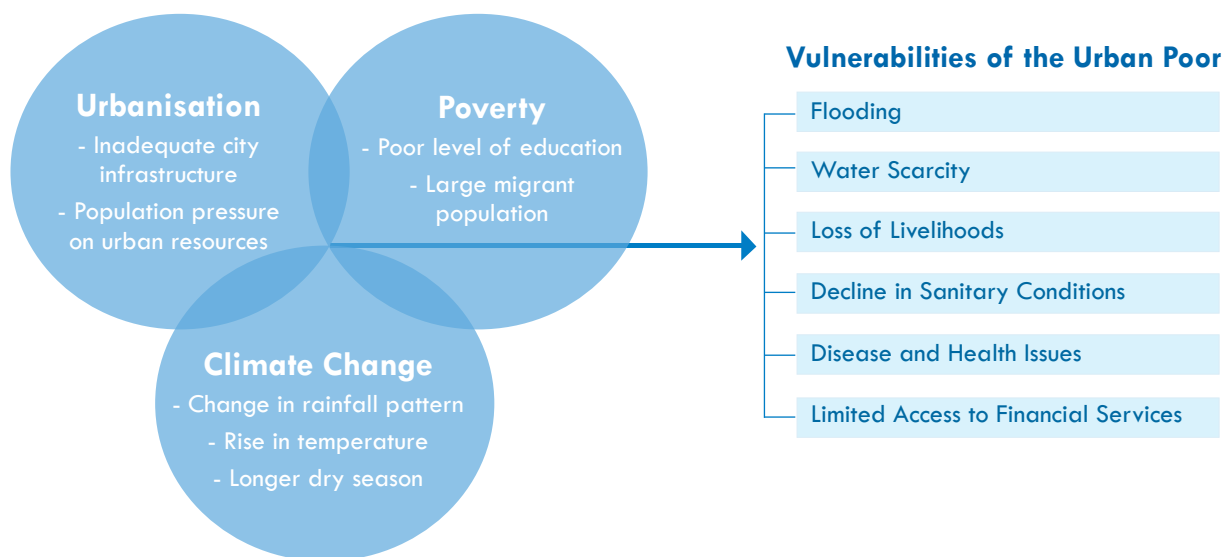 Urbanisation
- Inadequate city
infrastructure
- Population pressure
on urban resources
Poverty
- Poor level of education
- Large migrant
population
Climate Change
- Change in rainfall pattern
- Rise in temperature
- Longer dry season
Vulnerabilities of the Urban Poor
Flooding
Water Scarcity
Loss of Livelihoods
Decline in Sanitary Conditions
Disease and Health Issues
Limited Access to Financial Services